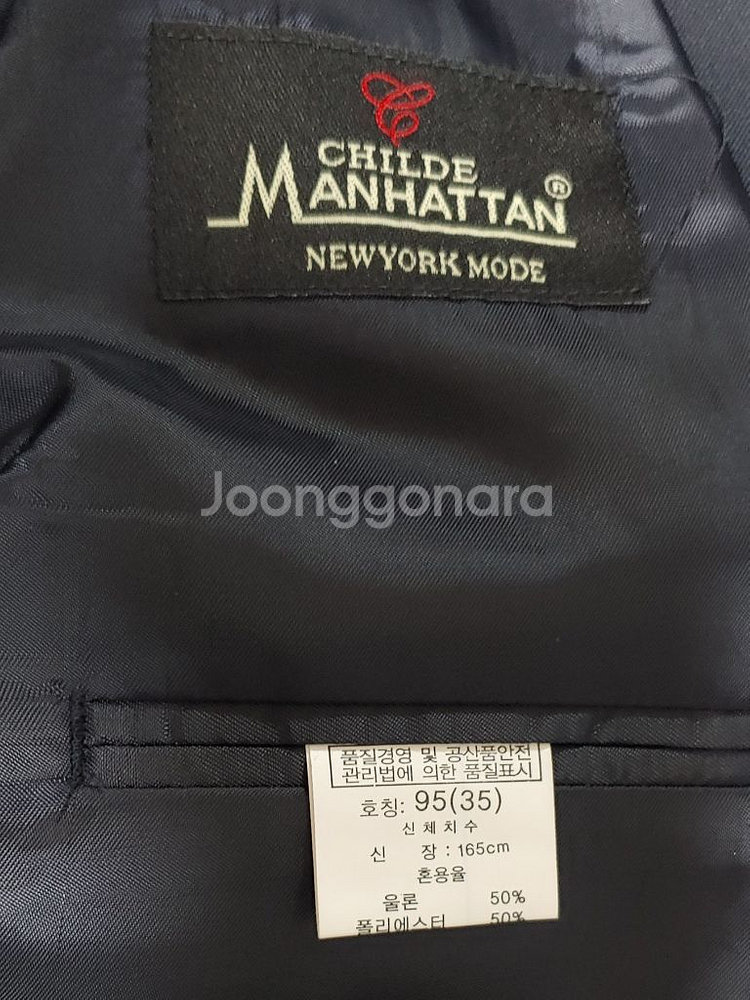 CHILDE
MANHATTAN®
NEWYORK MODE
Joonggonara
품질경영 및 공산품안전
관리법에 의한 품질표시
호칭: 95(35)
신체치수
신 장 : 165cm
혼용율
울론 50%
폴리에스터 50%